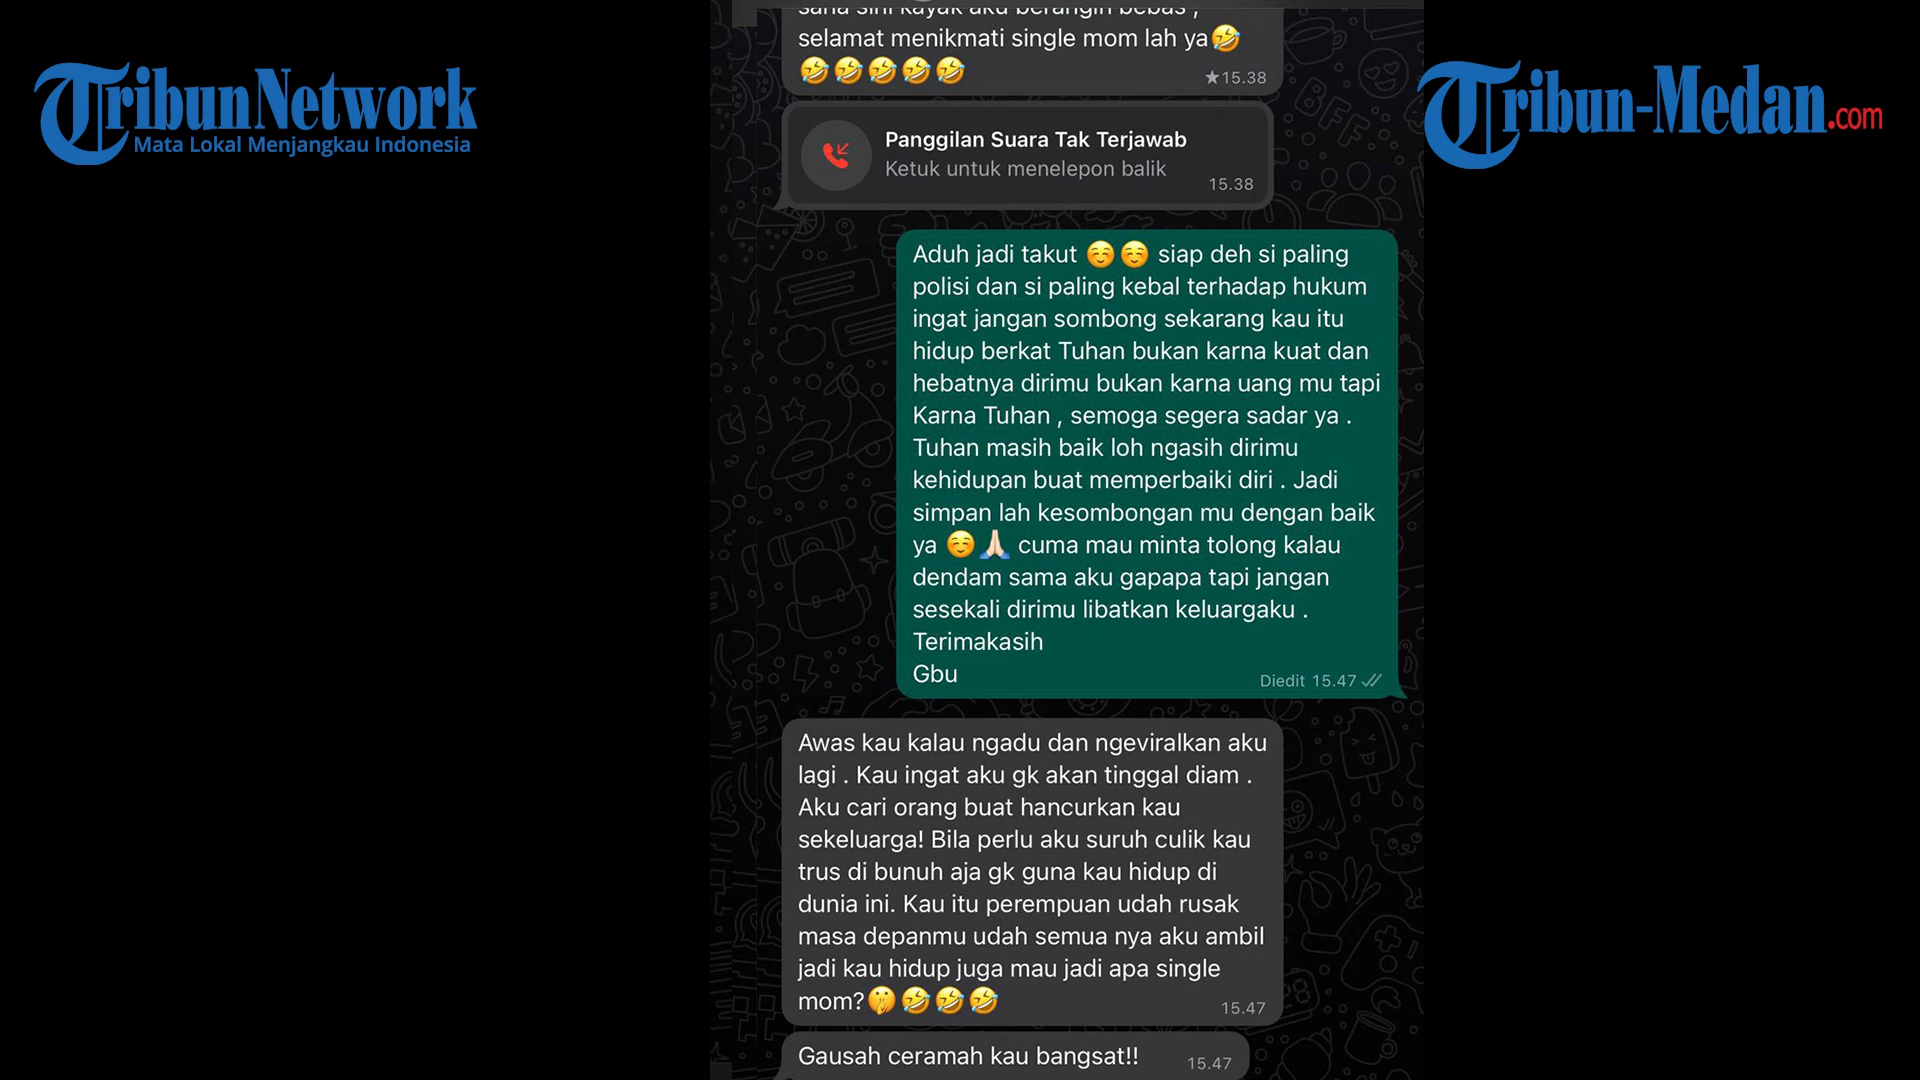 TribunNetwork
Mata Lokal Menjangkau Indonesia
Tribun-Medan.com
sana sini kayak aku berangin bebas ,
selamat menikmati single mom lah ya🤣
🤣🤣🤣🤣🤣
★15.38
Panggilan Suara Tak Terjawab
Ketuk untuk menelepon balik
15.38
Aduh jadi takut ☺️☺️ siap deh si paling
polisi dan si paling kebal terhadap hukum
ingat jangan sombong sekarang kau itu
hidup berkat Tuhan bukan karna kuat dan
hebatnya dirimu bukan karna uang mu tapi
Karna Tuhan , semoga segera sadar ya .
Tuhan masih baik loh ngasih dirimu
kehidupan buat memperbaiki diri . Jadi
simpan lah kesombongan mu dengan baik
ya ☺️🙏🏻 cuma mau minta tolong kalau
dendam sama aku gapapa tapi jangan
sesekali dirimu libatkan keluargaku .
Terimakasih
Gbu
Diedit 15.47
Awas kau kalau ngadu dan ngeviralkan aku
lagi . Kau ingat aku gk akan tinggal diam .
Aku cari orang buat hancurkan kau
sekeluarga! Bila perlu aku suruh culik kau
trus di bunuh aja gk guna kau hidup di
dunia ini. Kau itu perempuan udah rusak
masa depanmu udah semua nya aku ambil
jadi kau hidup juga mau jadi apa single
mom?🤫🤣🤣🤣
15.47
Gausah ceramah kau bangsat!!
15.47